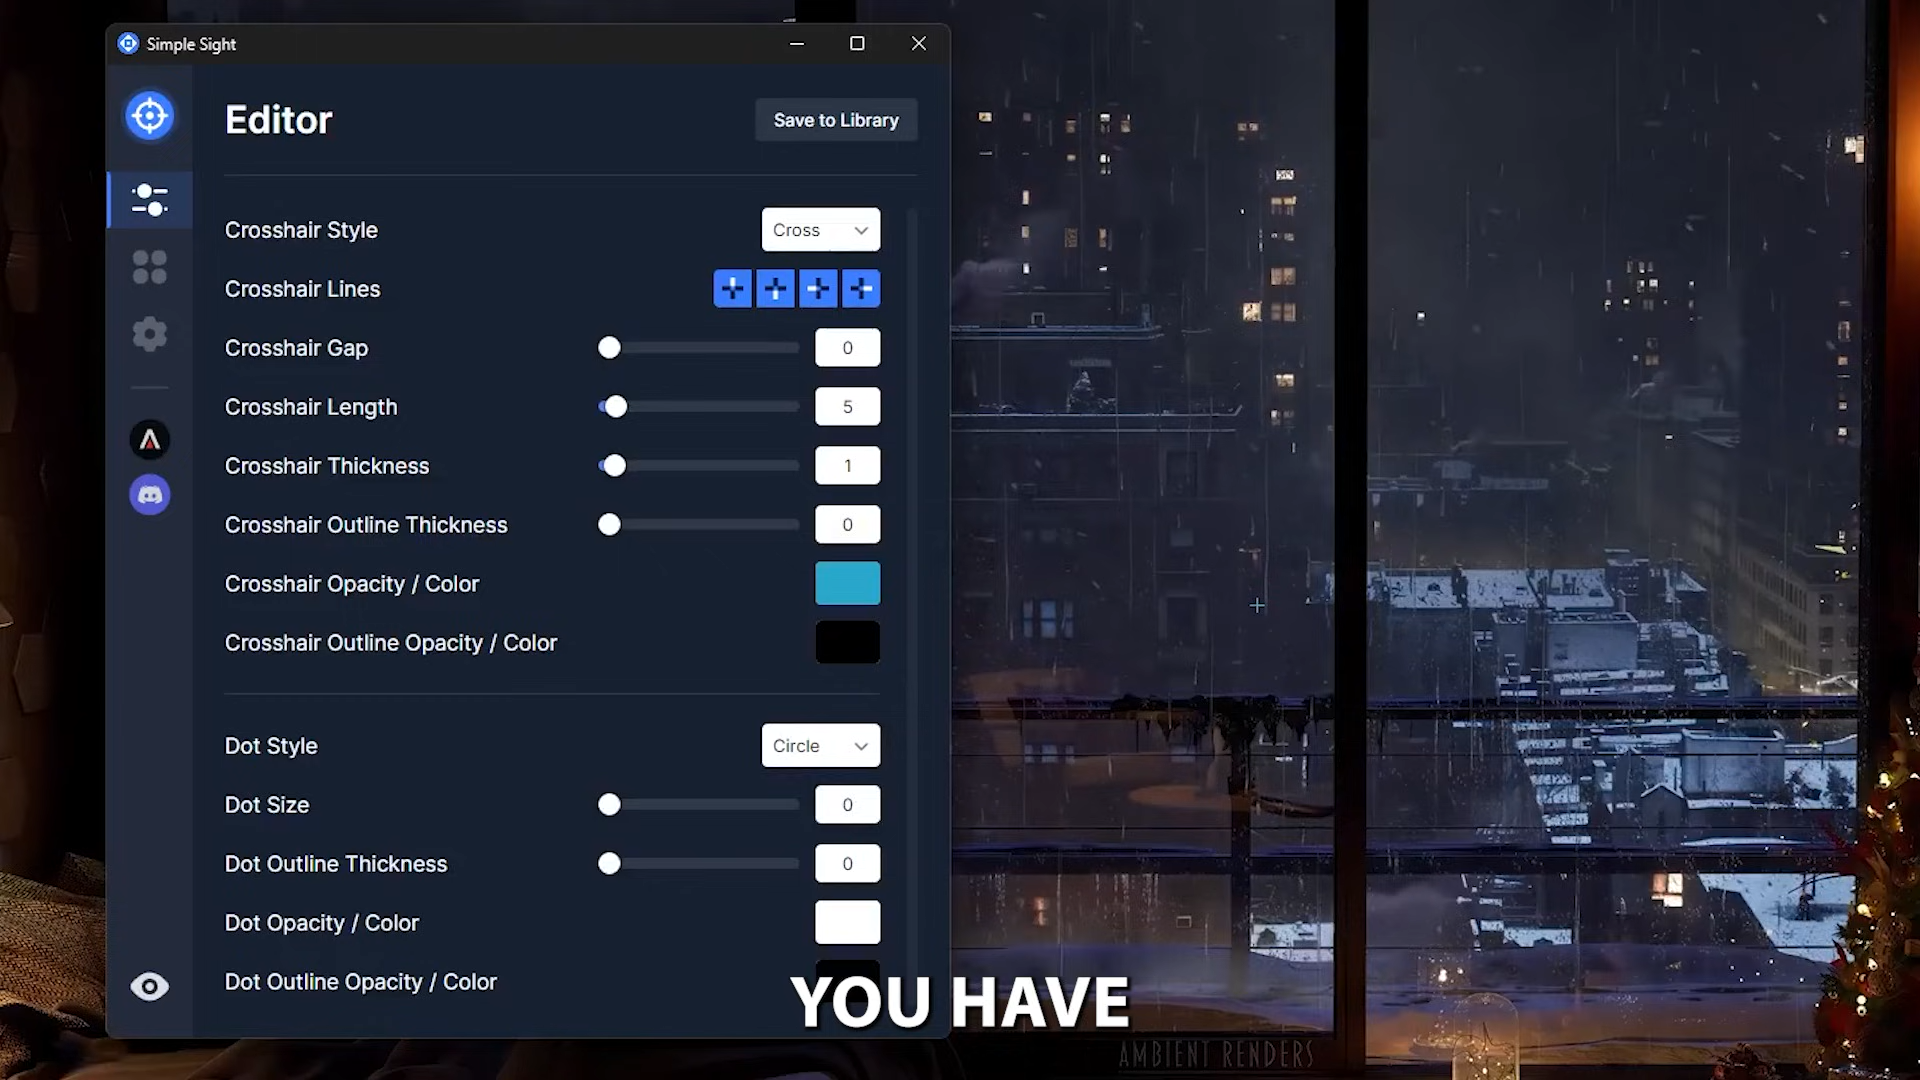 Simple Sight
Editor
Save to Library
Crosshair Style
Cross
Crosshair Lines
Crosshair Gap
0
Crosshair Length
5
Crosshair Thickness
1
Crosshair Outline Thickness
0
Crosshair Opacity / Color
Crosshair Outline Opacity / Color
Dot Style
Circle
Dot Size
0
Dot Outline Thickness
0
Dot Opacity / Color
Dot Outline Opacity / Color
YOU HAVE
AMBIENT RENDERS